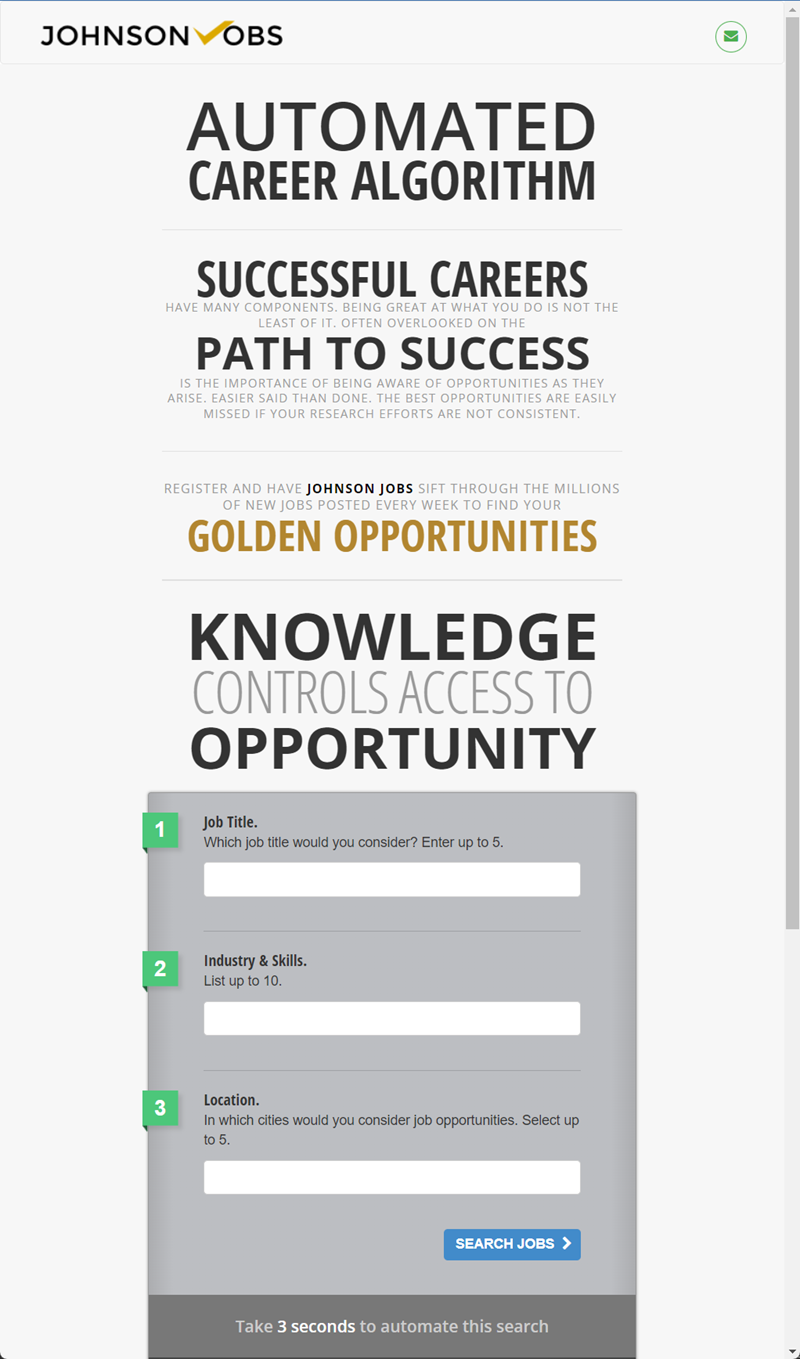 JOHNSON JOBS
AUTOMATED
CAREER ALGORITHM
SUCCESSFUL CAREERS
HAVE MANY COMPONENTS. BEING GREAT AT WHAT YOU DO IS NOT THE
LEAST OF IT. OFTEN OVERLOOKED ON THE
PATH TO SUCCESS
IS THE IMPORTANCE OF BEING AWARE OF OPPORTUNITIES AS THEY
ARISE. EASIER SAID THAN DONE. THE BEST OPPORTUNITIES ARE EASILY
MISSED IF YOUR RESEARCH EFFORTS ARE NOT CONSISTENT.
REGISTER AND HAVE JOHNSON JOBS SIFT THROUGH THE MILLIONS
OF NEW JOBS POSTED EVERY WEEK TO FIND YOUR
GOLDEN OPPORTUNITIES
KNOWLEDGE
CONTROLS ACCESS TO
OPPORTUNITY
1
Job Title.
Which job title would you consider? Enter up to 5.
2
Industry & Skills.
List up to 10.
3
Location.
In which cities would you consider job opportunities. Select up
to 5.
SEARCH JOBS
Take 3 seconds to automate this search